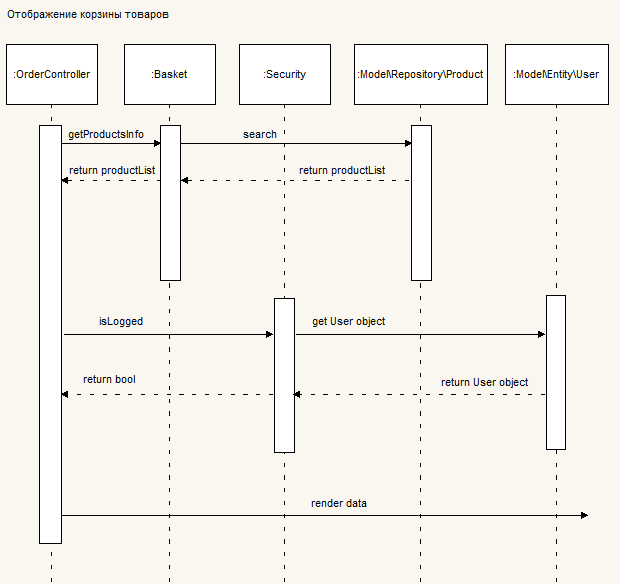 Отображение корзины товаров
:OrderController
:Basket
:Security
:Model\Repository\Product
:Model\Entity\User
getProductsInfo
search
return productList
return productList
isLogged
get User object
return bool
return User object
render data